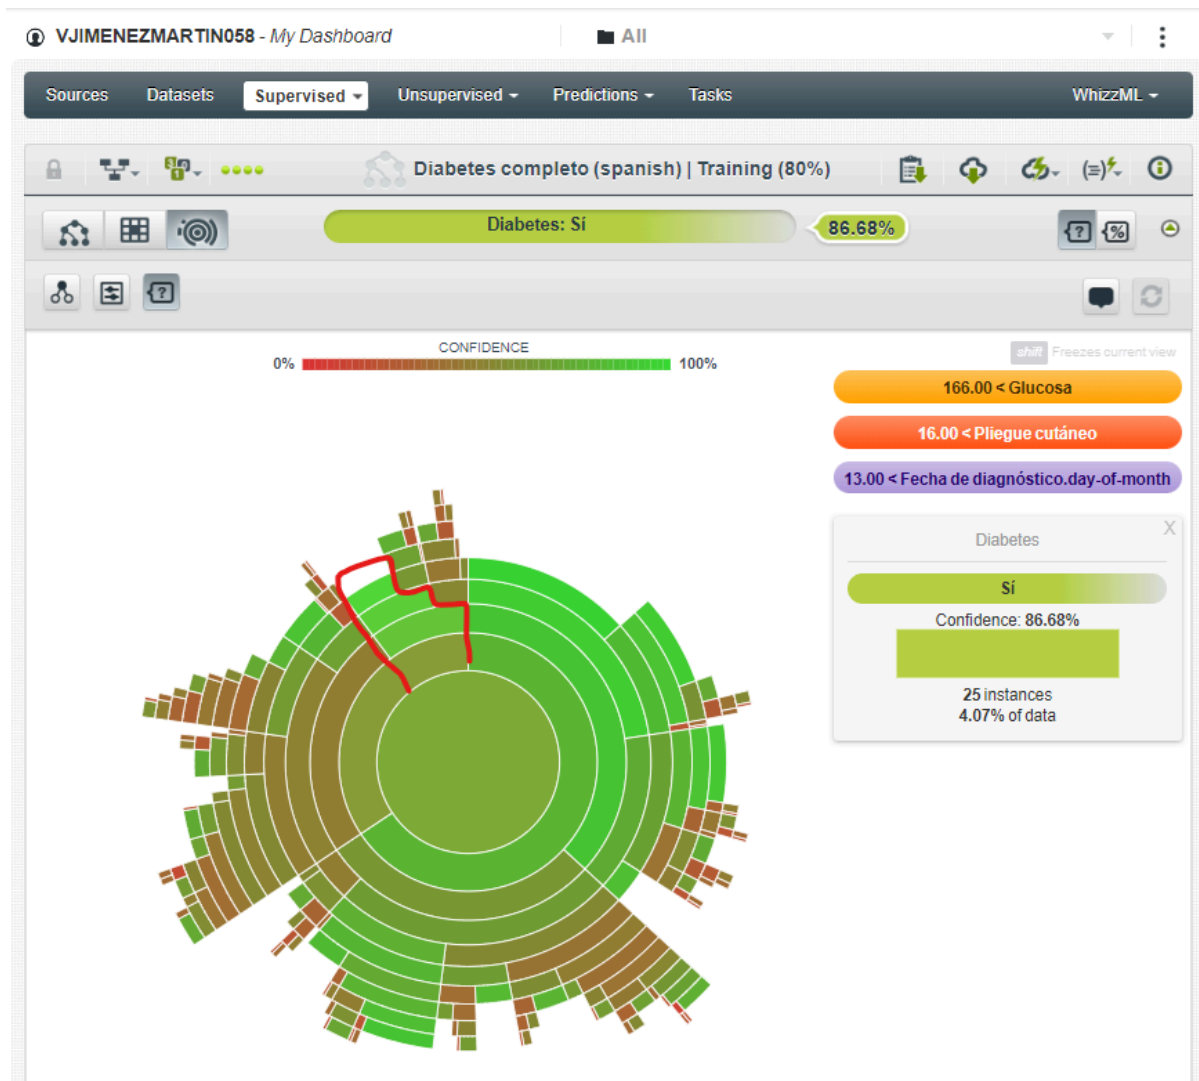 VJIMENEZMARTIN058 - My Dashboard
All
Sources Datasets Supervised Unsupervised Predictions Tasks WhizzML
Diabetes completo (spanish) | Training (80%)
Diabetes: Sí
86.68%
CONFIDENCE
0% 100%
shift Freezes current view
166.00 < Glucosa
16.00 < Pliegue cutáneo
13.00 < Fecha de diagnóstico.day-of-month
X
Diabetes
Sí
Confidence: 86.68%
25 instances
4.07% of data